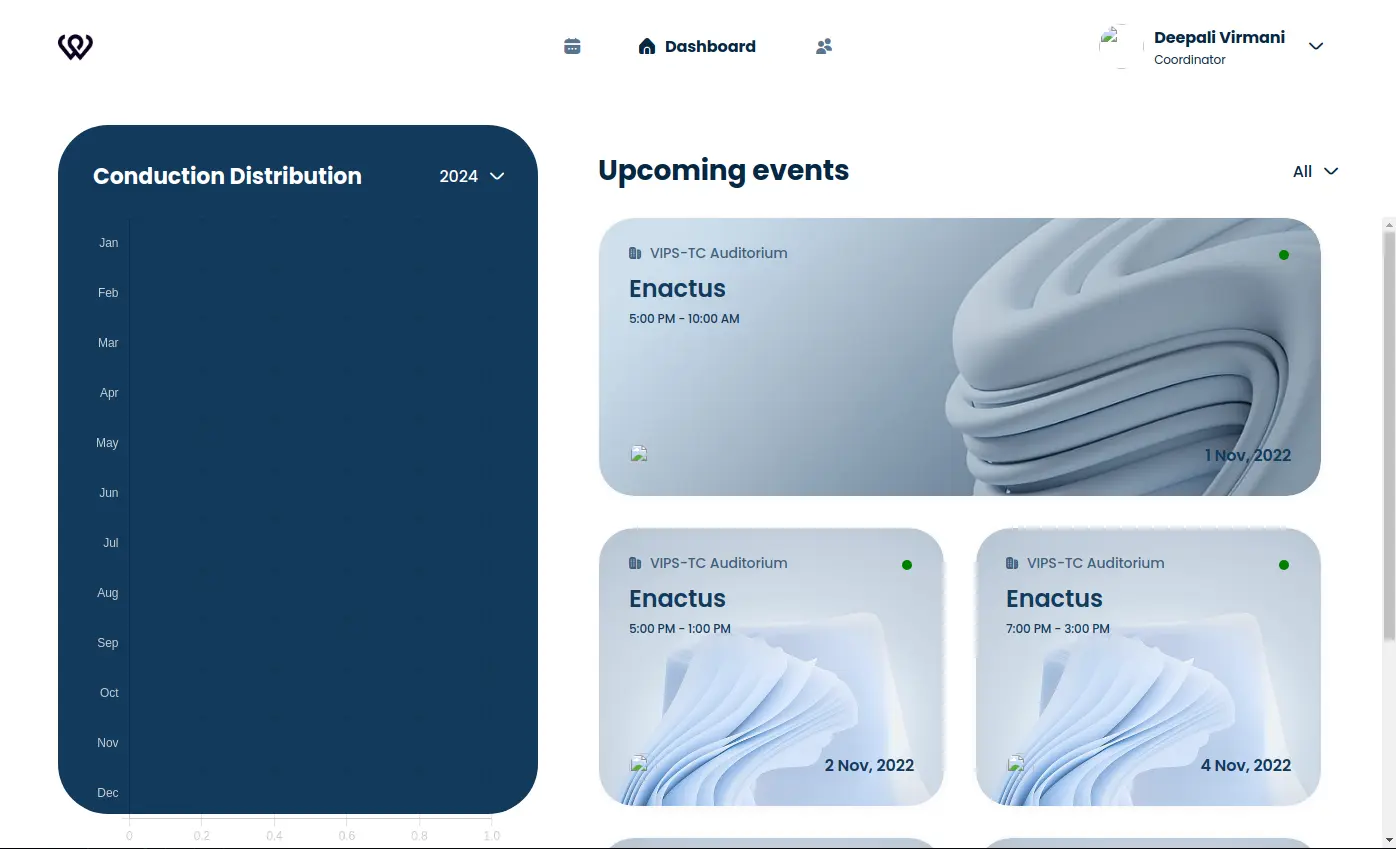 Dashboard
Deepali Virmani
Coordinator
Conduction Distribution
2024
Jan
Feb
Mar
Apr
May
Jun
Jul
Aug
Sep
Oct
Nov
Dec
0 0.2 0.4 0.6 0.8 1.0
Upcoming events
All
VIPS-TC Auditorium
Enactus
5:00 PM - 10:00 AM
1 Nov, 2022
VIPS-TC Auditorium
Enactus
5:00 PM - 1:00 PM
2 Nov, 2022
VIPS-TC Auditorium
Enactus
7:00 PM - 3:00 PM
4 Nov, 2022